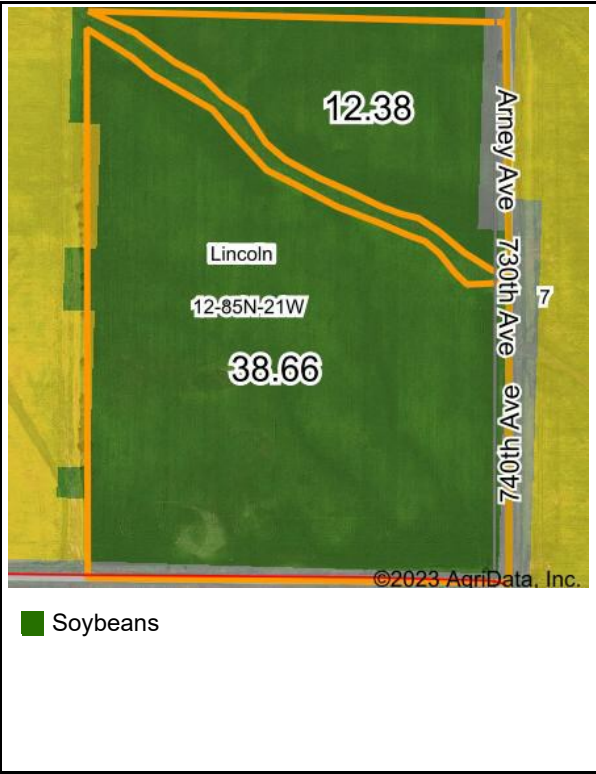 12.38
Arney Ave
Lincoln
730th Ave
12-85N-21W
7
38.66
740th Ave
©2023 AgriData, Inc.
Soybeans